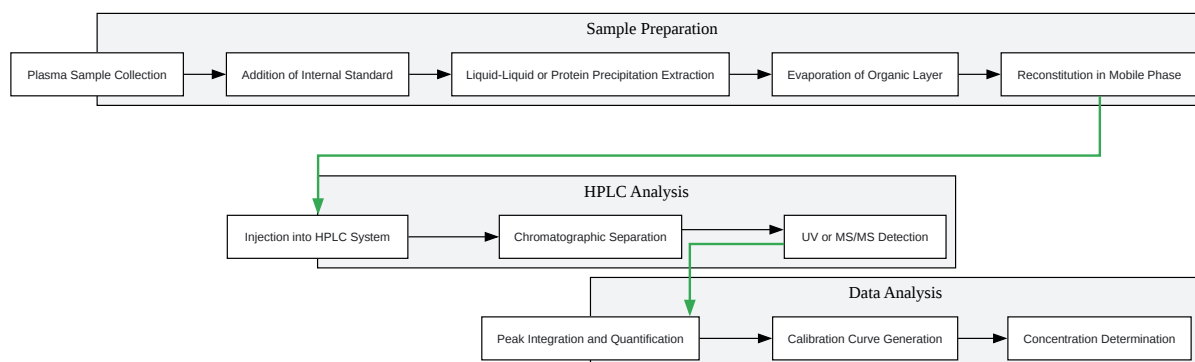 Sample Preparation
Plasma Sample Collection
Addition of Internal Standard
Liquid-Liquid or Protein Precipitation Extraction
Evaporation of Organic Layer
Reconstitution in Mobile Phase
HPLC Analysis
Injection into HPLC System
Chromatographic Separation
UV or MS/MS Detection
Data Analysis
Peak Integration and Quantification
Calibration Curve Generation
Concentration Determination